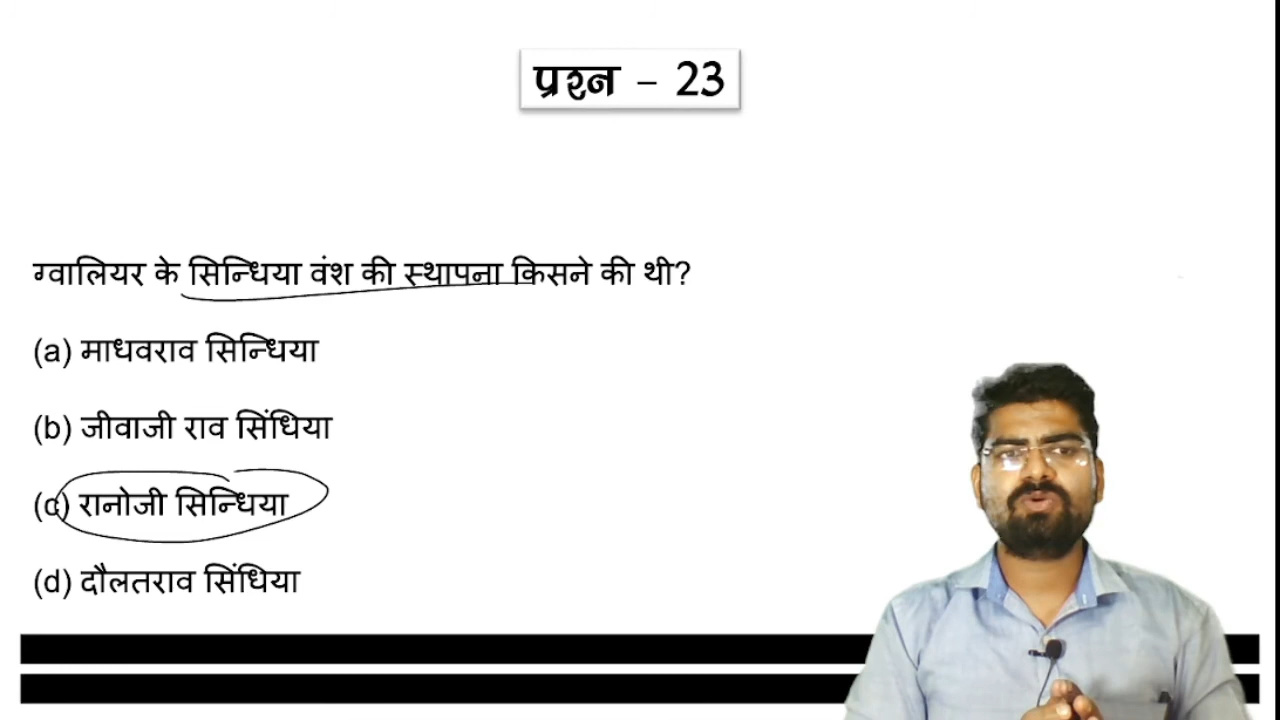 प्रश्न – 23
ग्वालियर के सिन्धिया वंश की स्थापना किसने की थी?
(a) माधवराव सिन्धिया
(b) जीवाजी राव सिंधिया
(c) रानोजी सिन्धिया
(d) दौलतराव सिंधिया